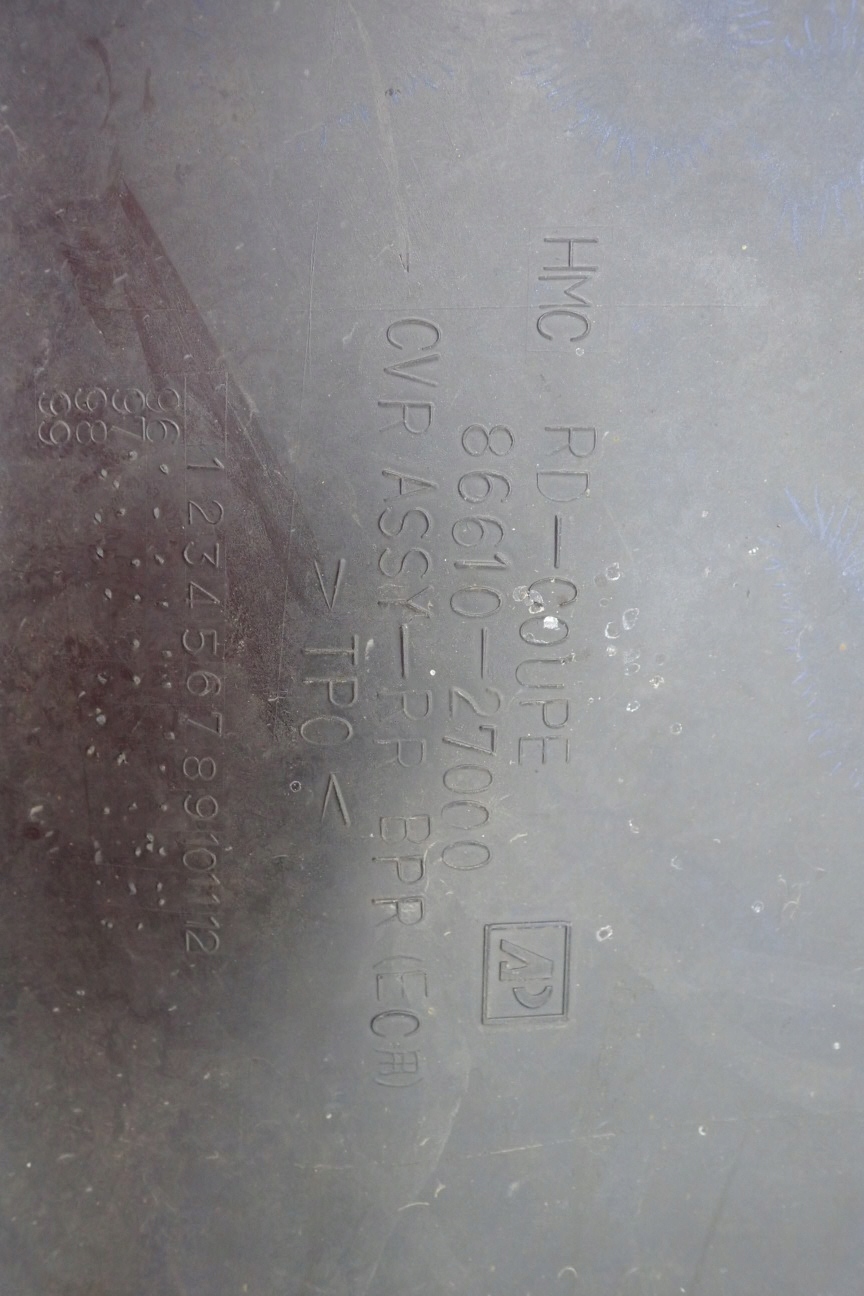 HMC RD-COUPE
86610-27000
CVR ASSY-RR BPR (EC用)
> TPO <
1 2 3 4 5 6 7 8 9 10 11 12
96
97
98
99